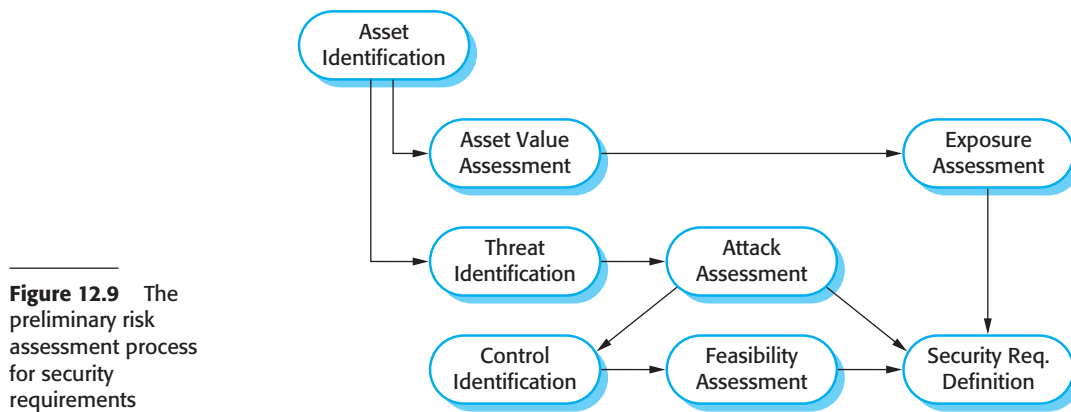 Asset
Identification
Asset Value
Assessment
Exposure
Assessment
Threat
Identification
Attack
Assessment
Control
Identification
Feasibility
Assessment
Security Req.
Definition
Figure 12.9 The
preliminary risk
assessment process
for security
requirements